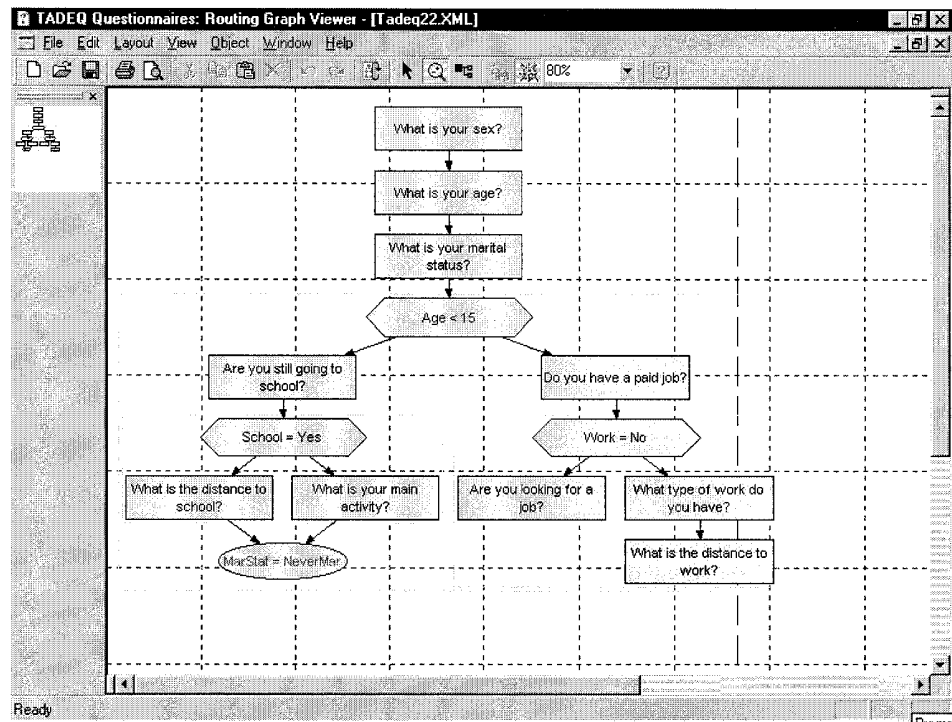 TADEQ Questionnaires: Routing Graph Viewer - [Tadeq22.XML]
File Edit Layout View Object Window Help
80%
What is your sex?
What is your age?
What is your marital
status?
Age < 15
Are you still going to
school?
Do you have a paid job?
School = Yes
Work = No
What is the distance to
school?
What is your main
activity?
Are you looking for a
job?
What type of work do
you have?
MarStat = NeverMar
What is the distance to
work?
Ready